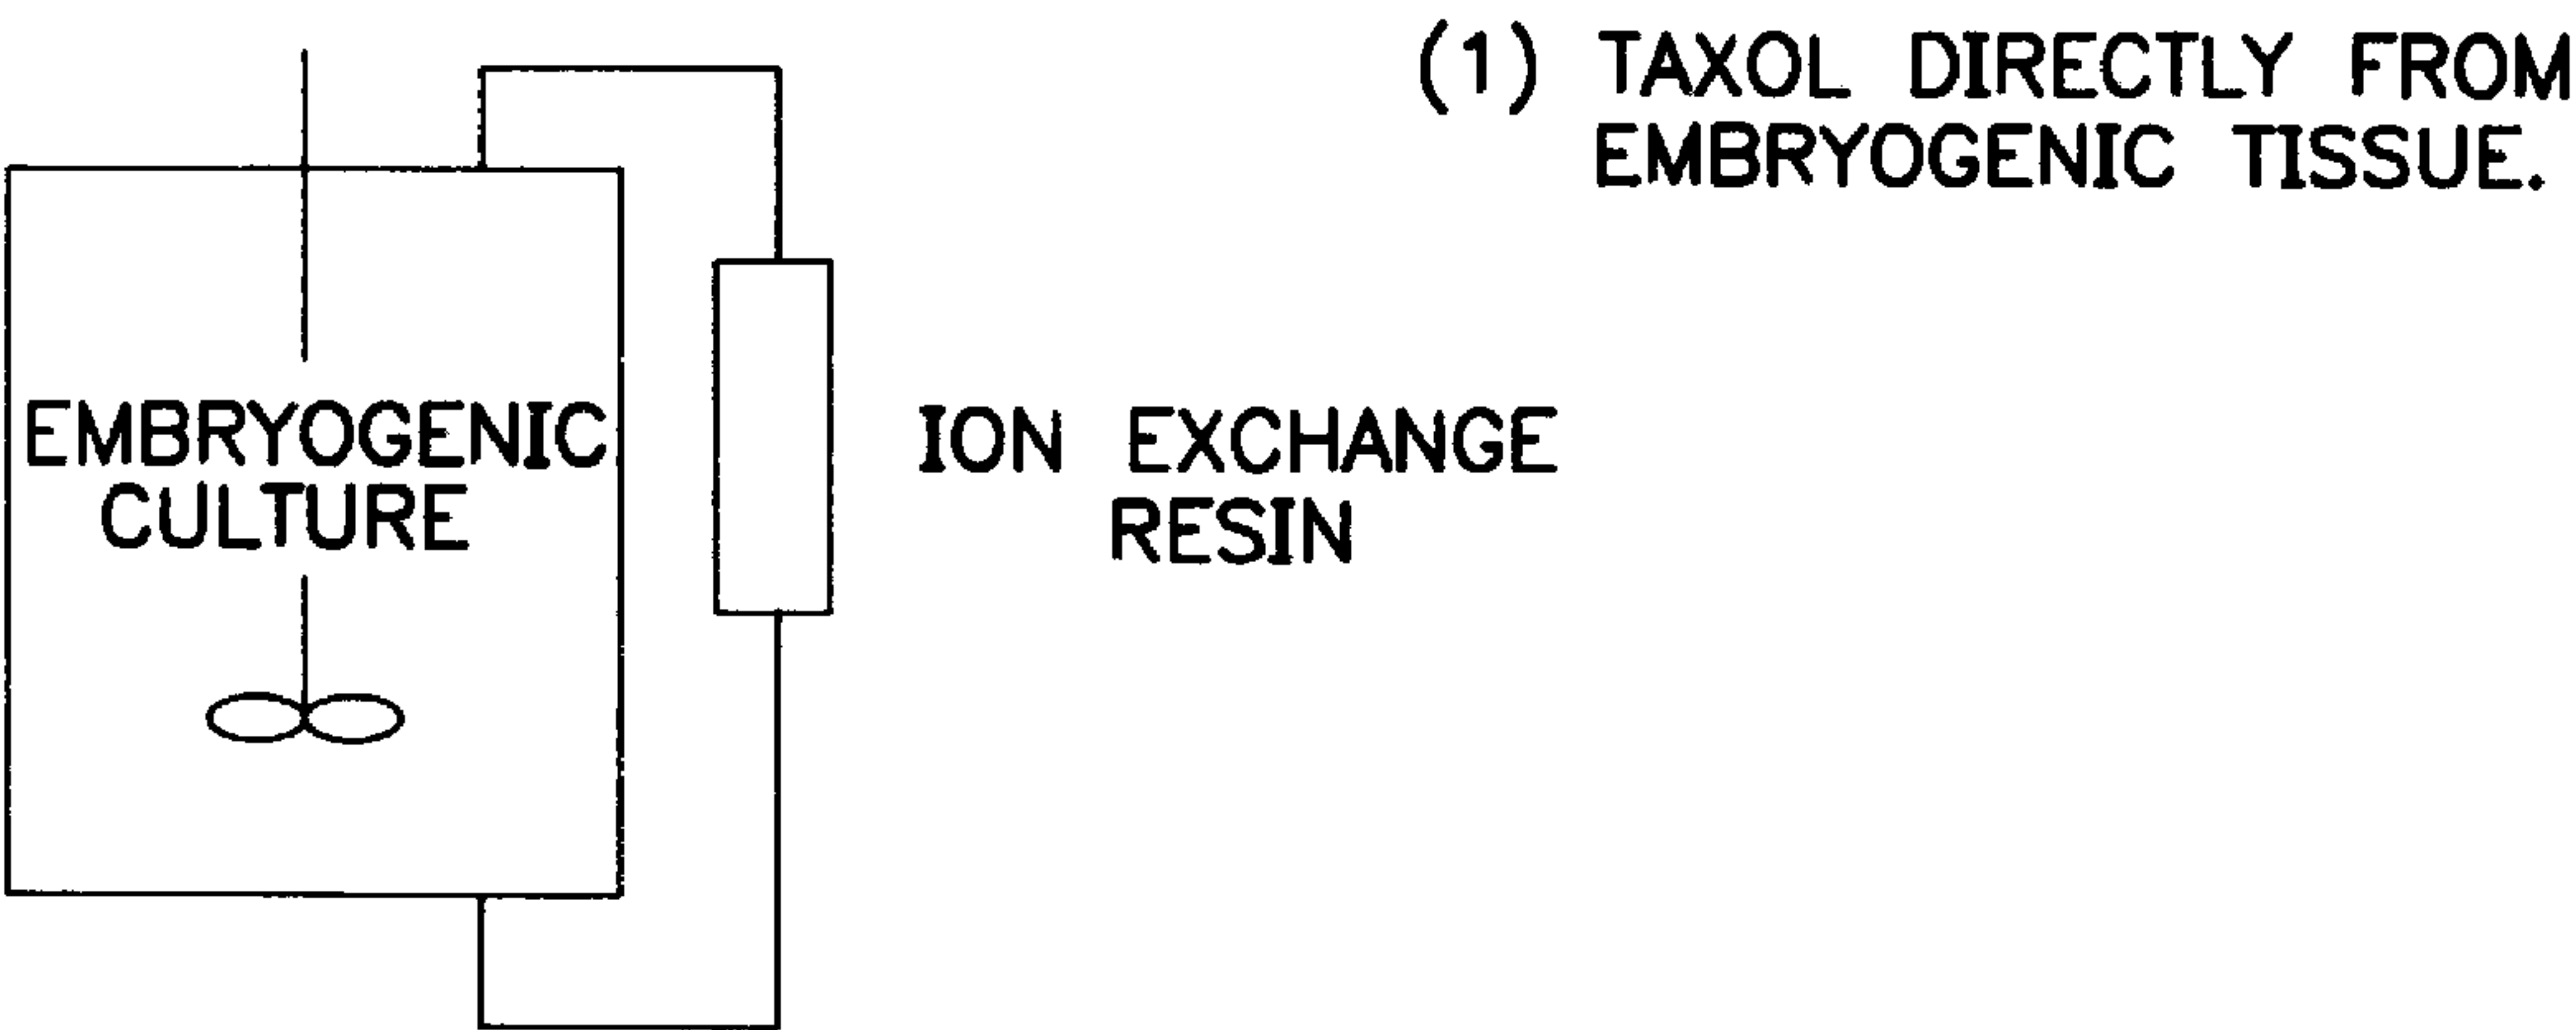 (1) TAXOL DIRECTLY FROM
EMBRYOGENIC TISSUE.
EMBRYOGENIC
CULTURE
ION EXCHANGE
RESIN